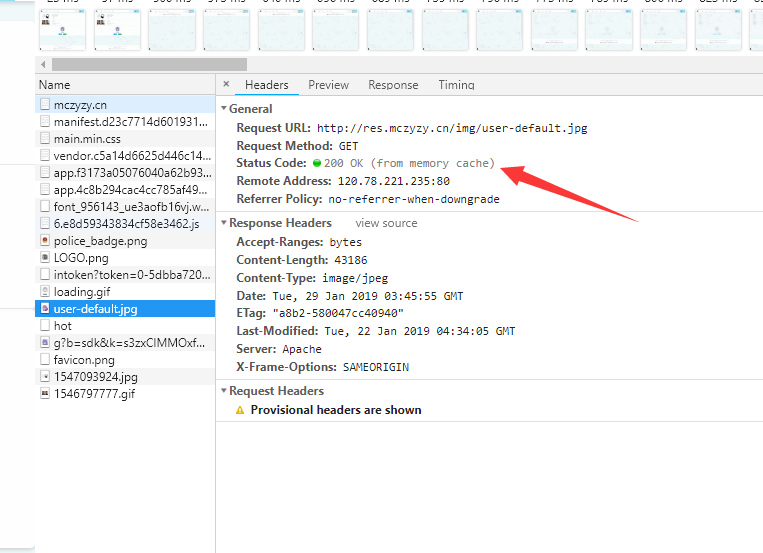 Name
mczyzy.cn
manifest.d23c7714d601931...
main.min.css
vendor.c5a14d6625d446c14...
app.f3173a05076040a62b93...
app.4c8b294cac4cc785af49...
font_956143_ue3aofb16vj.w...
6.e8d59343834cf58e3462.js
police_badge.png
LOGO.png
intoken?token=0-5dbba720...
loading.gif
user-default.jpg
hot
g?b=sdk&k=s3zxClMMOxf...
favicon.png
1547093924.jpg
1546797777.gif
× Headers Preview Response Timing
General
Request URL: http://res.mczyzy.cn/img/user-default.jpg
Request Method: GET
Status Code: 200 OK (from memory cache)
Remote Address: 120.78.221.235:80
Referrer Policy: no-referrer-when-downgrade
Response Headers view source
Accept-Ranges: bytes
Content-Length: 43186
Content-Type: image/jpeg
Date: Tue, 29 Jan 2019 03:45:55 GMT
ETag: "a8b2-580047cc40940"
Last-Modified: Tue, 22 Jan 2019 04:34:05 GMT
Server: Apache
X-Frame-Options: SAMEORIGIN
Request Headers
Provisional headers are shown